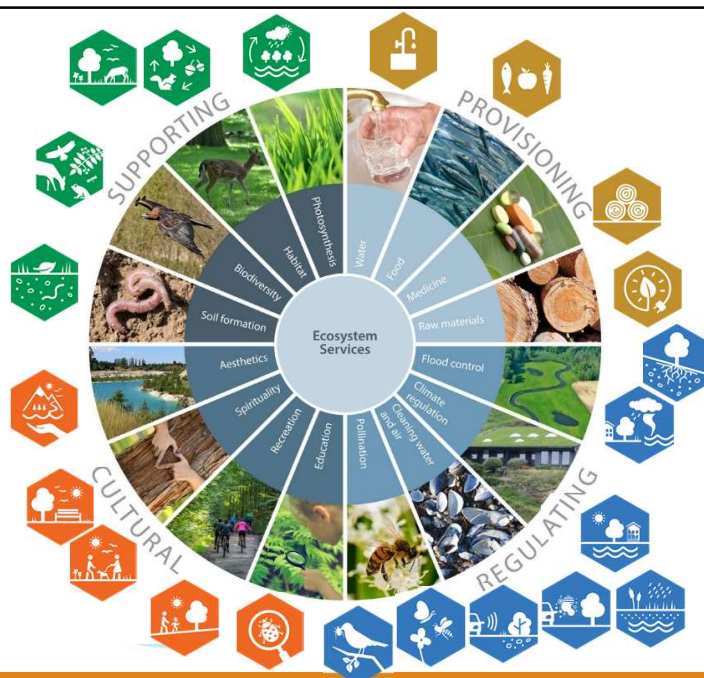 SUPPORTING
PROVISIONING
Photosynthesis
Water
Habitat
Food
Biodiversity
Medicine
Soil formation
Raw materials
Ecosystem
Services
Aesthetics
Flood control
Spirituality
Climate
regulation
Recreation
Cleaning water
and air
Education
Pollination
CULTURAL
REGULATING